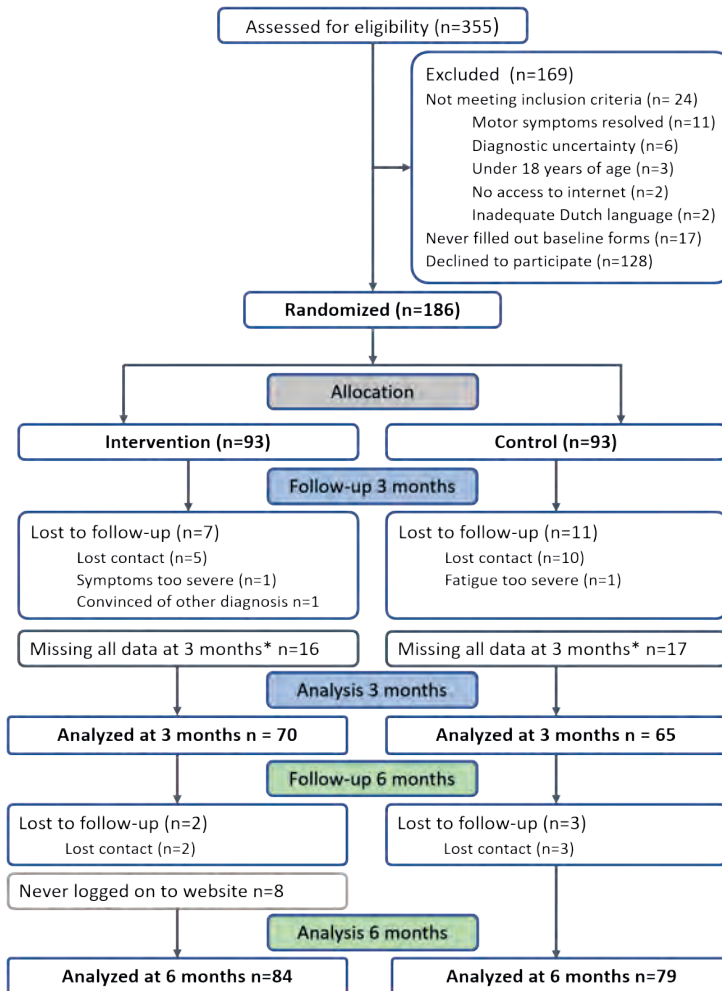 Assessed for eligibility (n=355)
Excluded (n=169)
Not meeting inclusion criteria (n= 24)
Motor symptoms resolved (n=11)
Diagnostic uncertainty (n=6)
Under 18 years of age (n=3)
No access to internet (n=2)
Inadequate Dutch language (n=2)
Never filled out baseline forms (n=17)
Declined to participate (n=128)
Randomized (n=186)
Allocation
Intervention (n=93)
Control (n=93)
Follow-up 3 months
Lost to follow-up (n=7)
Lost contact (n=5)
Symptoms too severe (n=1)
Convinced of other diagnosis n=1
Lost to follow-up (n=11)
Lost contact (n=10)
Fatigue too severe (n=1)
Missing all data at 3 months* n=16
Missing all data at 3 months* n=17
Analysis 3 months
Analyzed at 3 months n = 70
Analyzed at 3 months n = 65
Follow-up 6 months
Lost to follow-up (n=2)
Lost contact (n=2)
Lost to follow-up (n=3)
Lost contact (n=3)
Never logged on to website n=8
Analysis 6 months
Analyzed at 6 months n=84
Analyzed at 6 months n=79